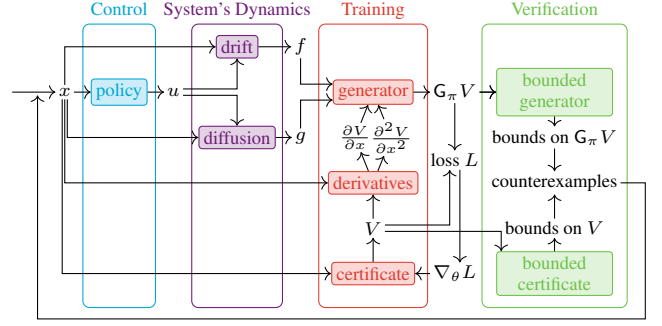 Control
System's Dynamics
Training
Verification
x
policy
u
drift
f
diffusion
g
generator
∂V/∂x
∂²V/∂x²
derivatives
V
certificate
G_π V
loss L
∇_θ L
bounded
generator
bounds on G_π V
counterexamples
bounds on V
bounded
certificate